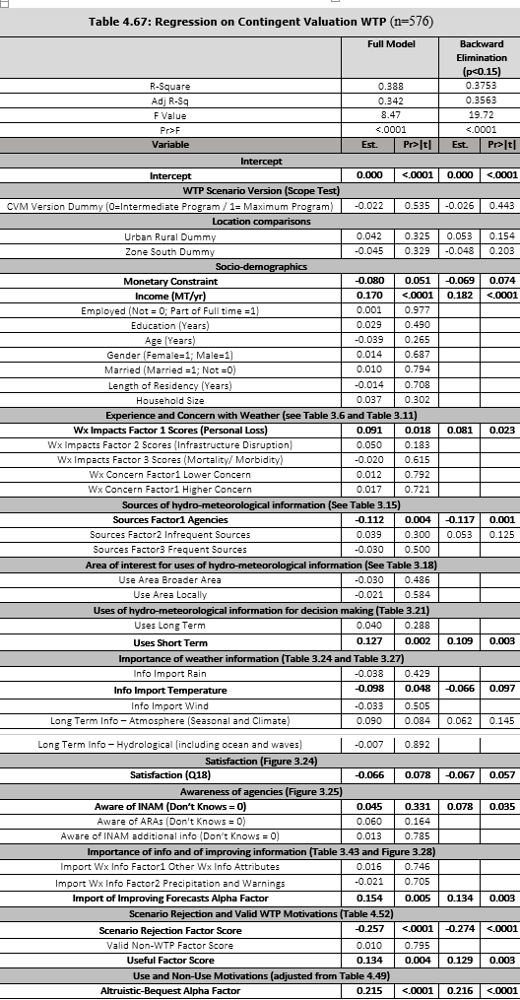 Table 4.67: Regression on Contingent Valuation WTP (n=576)
Full Model Backward
Elimination
(p<0.15)
R-Square 0.388 0.3753
Adj R-Sq 0.342 0.3563
F Value 8.47 19.72
Pr>F <.0001 <.0001
Variable Est. Pr>|t| Est. Pr>|t|
Intercept
Intercept 0.000 <.0001 0.000 <.0001
WTP Scenario Version (Scope Test)
CVM Version Dummy (0=Intermediate Program / 1= Maximum Program) -0.022 0.535 -0.026 0.443
Location comparisons
Urban Rural Dummy 0.042 0.325 0.053 0.154
Zone South Dummy -0.045 0.329 -0.048 0.203
Socio-demographics
Monetary Constraint -0.080 0.051 -0.069 0.074
Income (MT/yr) 0.170 <.0001 0.182 <.0001
Employed (Not = 0; Part of Full time =1) 0.001 0.977
Education (Years) 0.029 0.490
Age (Years) -0.039 0.265
Gender (Female=1; Male=1) 0.014 0.687
Married (Married =1; Not =0) 0.010 0.794
Length of Residency (Years) -0.014 0.708
Household Size 0.037 0.302
Experience and Concern with Weather (see Table 3.6 and Table 3.11)
Wx Impacts Factor 1 Scores (Personal Loss) 0.091 0.018 0.081 0.023
Wx Impacts Factor 2 Scores (Infrastructure Disruption) 0.050 0.183
Wx Impacts Factor 3 Scores (Mortality/ Morbidity) -0.020 0.615
Wx Concern Factor1 Lower Concern 0.012 0.792
Wx Concern Factor1 Higher Concern 0.017 0.721
Sources of hydro-meteorological information (See Table 3.15)
Sources Factor1 Agencies -0.112 0.004 -0.117 0.001
Sources Factor2 Infrequent Sources 0.039 0.300 0.053 0.125
Sources Factor3 Frequent Sources -0.030 0.500
Area of interest for uses of hydro-meteorological information (See Table 3.18)
Use Area Broader Area -0.030 0.486
Use Area Locally -0.021 0.584
Uses of hydro-meteorological information for decision making (Table 3.21)
Uses Long Term 0.040 0.288
Uses Short Term 0.127 0.002 0.109 0.003
Importance of weather information (Table 3.24 and Table 3.27)
Info Import Rain -0.038 0.429
Info Import Temperature -0.098 0.048 -0.066 0.097
Info Import Wind -0.033 0.505
Long Term Info – Atmosphere (Seasonal and Climate) 0.090 0.084 0.062 0.145
Long Term Info – Hydrological (including ocean and waves) -0.007 0.892
Satisfaction (Figure 3.24)
Satisfaction (Q18) -0.066 0.078 -0.067 0.057
Awareness of agencies (Figure 3.25)
Aware of INAM (Don't Knows = 0) 0.045 0.331 0.078 0.035
Aware of ARAs (Don't Knows = 0) 0.060 0.164
Aware of INAM additional info (Don't Knows = 0) 0.013 0.785
Importance of info and of improving information (Table 3.43 and Figure 3.28)
Import Wx Info Factor1 Other Wx Info Attributes 0.016 0.746
Import Wx Info Factor2 Precipitation and Warnings -0.021 0.705
Import of Improving Forecasts Alpha Factor 0.154 0.005 0.134 0.003
Scenario Rejection and Valid WTP Motivations (Table 4.52)
Scenario Rejection Factor Score -0.257 <.0001 -0.274 <.0001
Valid Non-WTP Factor Score 0.010 0.795
Useful Factor Score 0.134 0.004 0.129 0.003
Use and Non-Use Motivations (adjusted from Table 4.49)
Altruistic-Bequest Alpha Factor 0.215 <.0001 0.216 <.0001